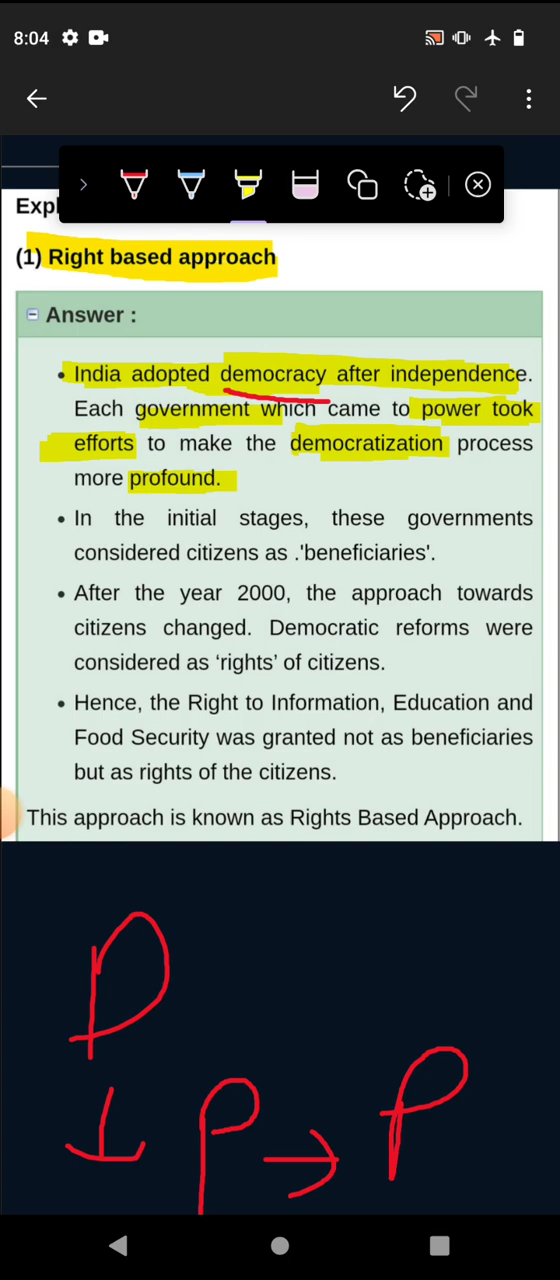 8:04
Exp
(1) Right based approach
Answer :
• India adopted democracy after independence.
Each government which came to power took
efforts to make the democratization process
more profound.
• In the initial stages, these governments
considered citizens as .'beneficiaries'.
• After the year 2000, the approach towards
citizens changed. Democratic reforms were
considered as ‘rights’ of citizens.
• Hence, the Right to Information, Education and
Food Security was granted not as beneficiaries
but as rights of the citizens.
This approach is known as Rights Based Approach.
D
P → P